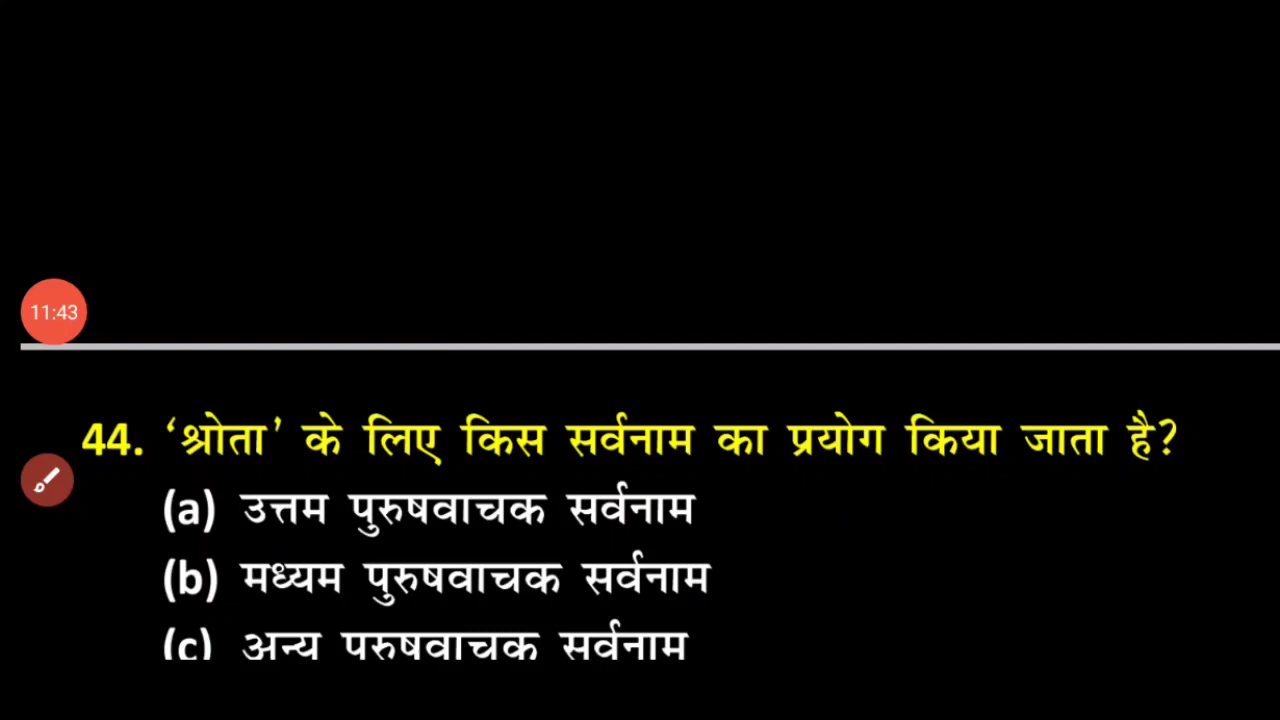 11:43
44. ‘श्रोता’ के लिए किस सर्वनाम का प्रयोग किया जाता है?
(a) उत्तम पुरुषवाचक सर्वनाम
(b) मध्यम पुरुषवाचक सर्वनाम
(c) अन्य पुरुषवाचक सर्वनाम